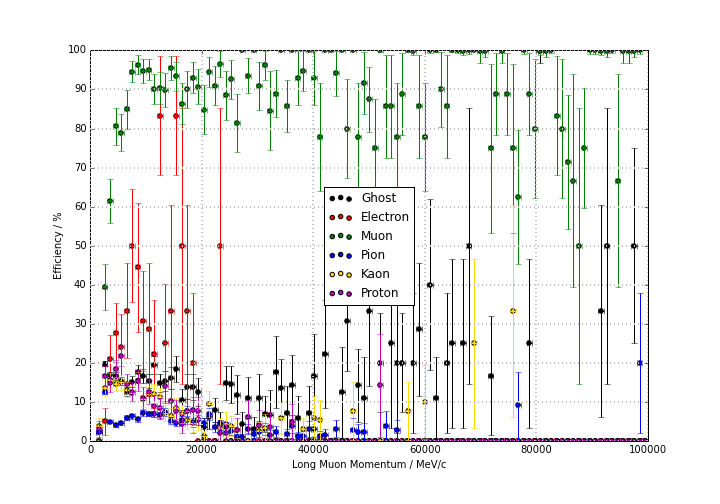 100
90
80
70
60
50
40
30
20
10
0
Efficiency / %
Ghost
Electron
Muon
Pion
Kaon
Proton
0
20000
40000
60000
80000
100000
Long Muon Momentum / MeV/c